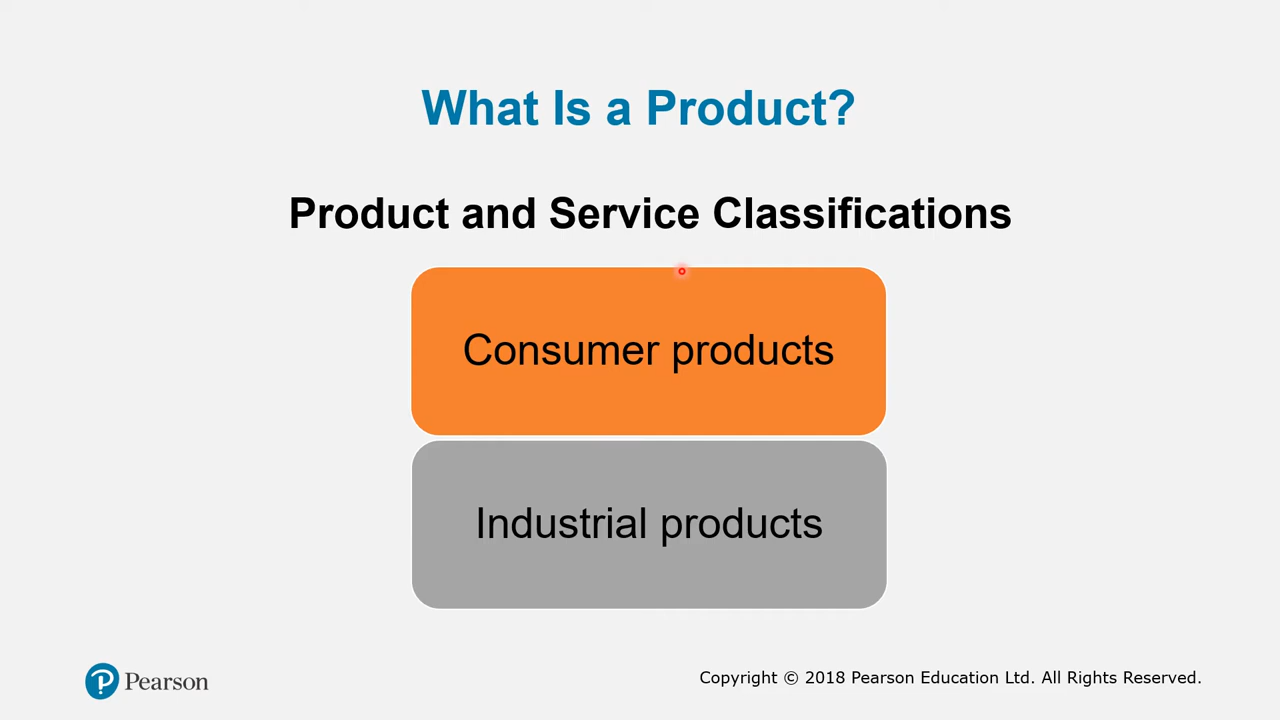 What Is a Product?
Product and Service Classifications
Consumer products
Industrial products
Pearson
Copyright © 2018 Pearson Education Ltd. All Rights Reserved.